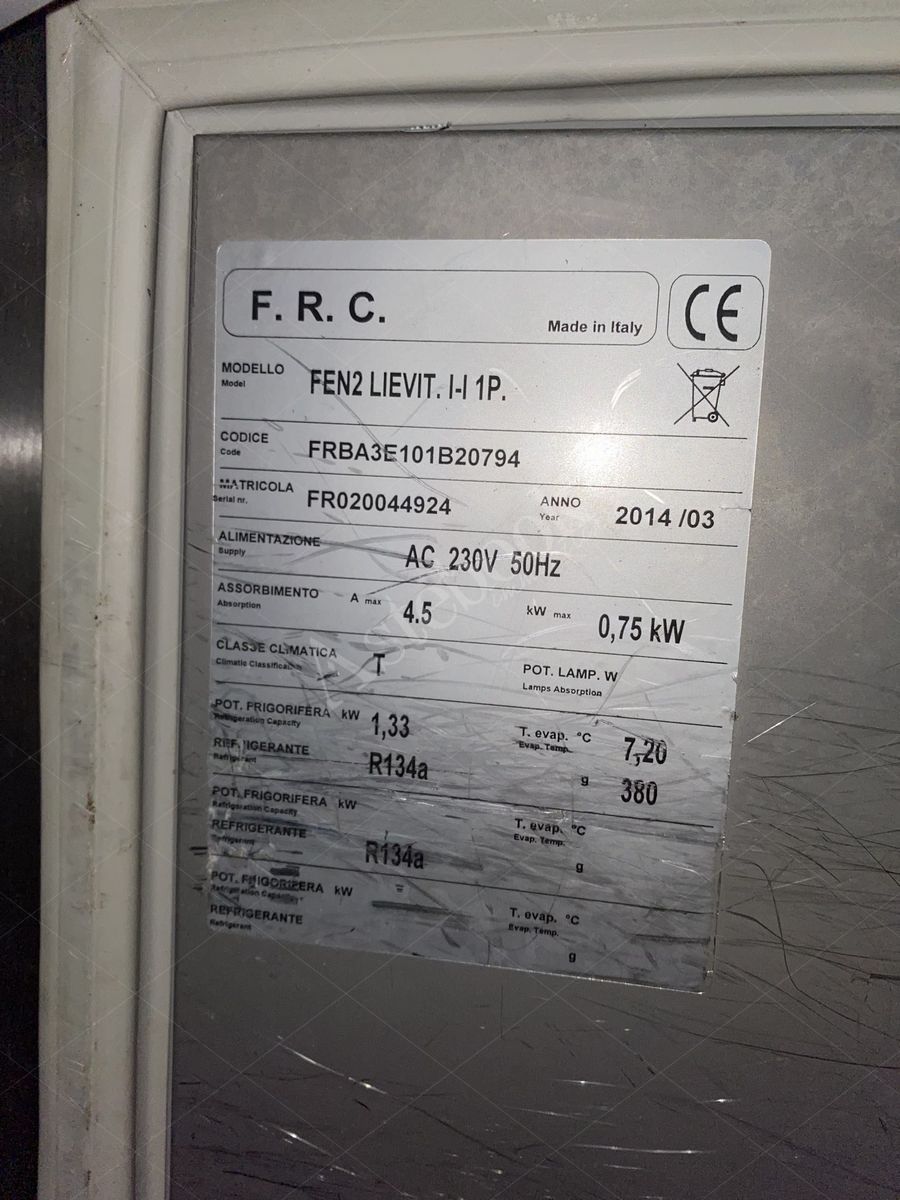 F. R. C.
Made in Italy
CE
MODELLO
Model
FEN2 LIEVIT. I-I 1P.
CODICE
Code
FRBA3E101B20794
MATRICOLA
Serial nr.
FR020044924
ANNO
Year
2014 /03
ALIMENTAZIONE
Supply
AC 230V 50Hz
ASSORBIMENTO
Absorption
A max
4.5
kW max
0,75 kW
CLASSE CLIMATICA
Climatic Classification
T
POT. LAMP. W
Lamps Absorption
POT. FRIGORIFERA kW
Refrigeration Capacity
1,33
T. evap. °C
Evap. Temp.
7,20
REFRIGERANTE
Refrigerant
R134a
g
380
POT. FRIGORIFERA kW
Refrigeration Capacity
T. evap. °C
Evap. Temp.
REFRIGERANTE
Refrigerant
R134a
g
POT. FRIGORIFERA kW
Refrigeration Capacity
T. evap. °C
Evap. Temp.
REFRIGERANTE
Refrigerant
g